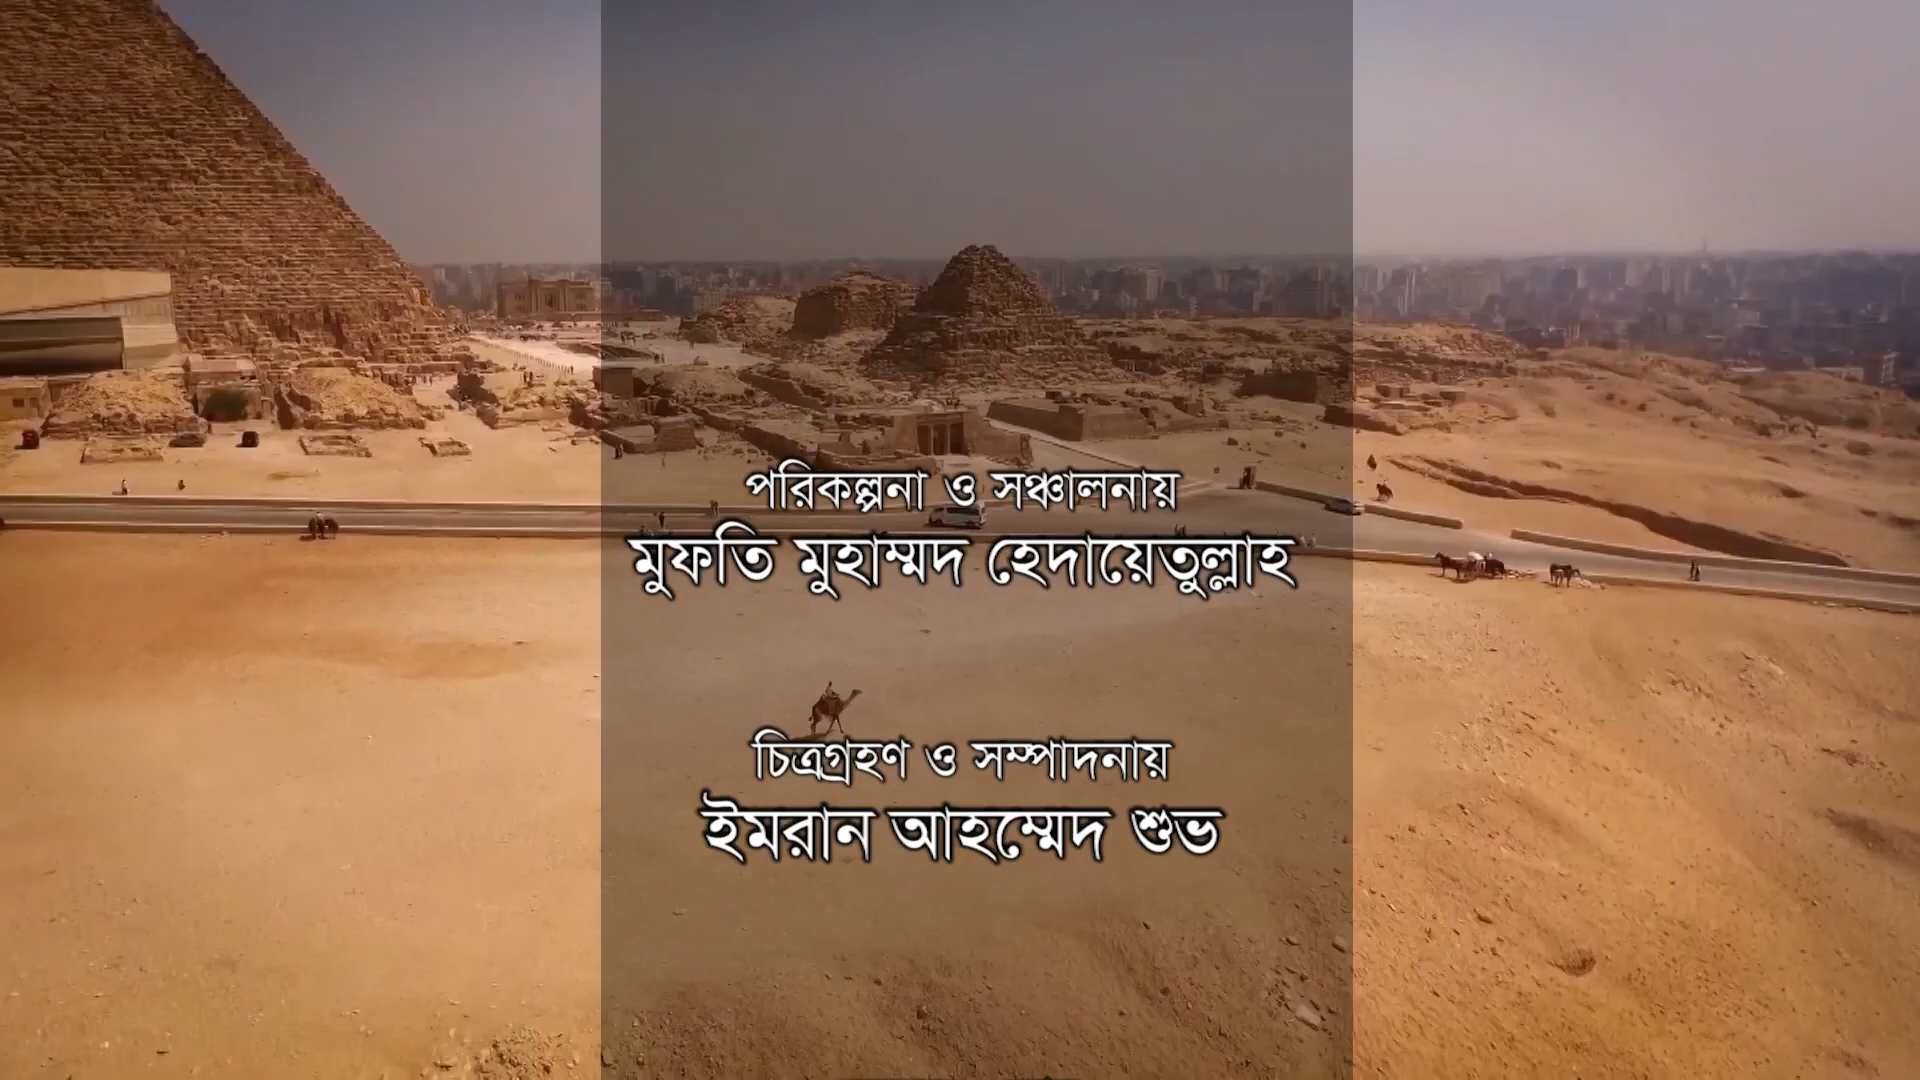 পরিকল্পনা ও সঞ্চালনায়
মুফতি মুহাম্মদ হেদায়েতুল্লাহ
চিত্রগ্রহণ ও সম্পাদনায়
ইমরান আহম্মেদ শুভ